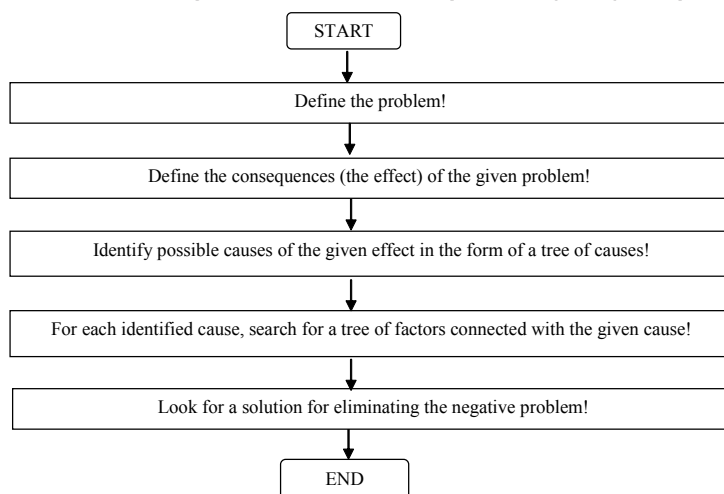 START
Define the problem!
Define the consequences (the effect) of the given problem!
Identify possible causes of the given effect in the form of a tree of causes!
For each identified cause, search for a tree of factors connected with the given cause!
Look for a solution for eliminating the negative problem!
END